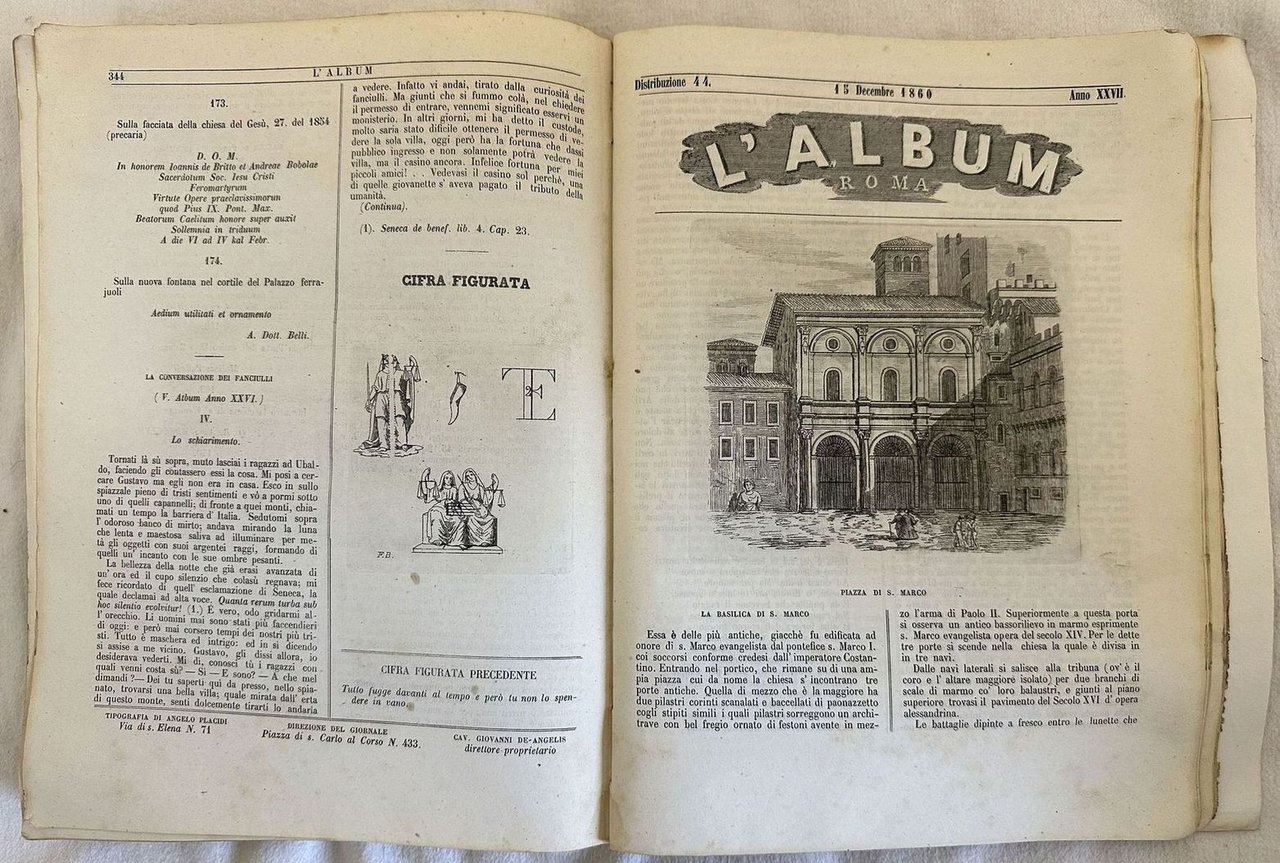 344
L' ALBUM
173.
Sulla facciata della chiesa del Gesù, 27. del 1854
(precaria)
D. O. M.
In honorem Ioannis de Britto et Andreae Bobolae
Sacerdotum Soc. Iesu Cristi
Feromartyrum
Virtute Opere praeclavissimorum
quod Pius IX. Pont. Max.
Beatorum Caelitum honore super auxit
Sollemnia in triduum
A die VI ad IV kal Febr.
174.
Sulla nuova fontana nel cortile del Palazzo ferra-
juoli
Aedium utilitati et ornamento
A. Dott. Belli.
LA CONVERSAZIONE DEI FANCIULLI
( V. Album Anno XXVI. )
IV.
Lo schiarimento.
Tornati là sù sopra, muto lasciai i ragazzi ad Ubal-
do, faciendo gli contassero essi la cosa. Mi posi a cer-
care Gustavo ma egli non era in casa. Esco in sullo
spiazzale pieno di tristi sentimenti e vò a pormi sotto
uno di quelli capannelli; di fronte a quei monti, chia-
mati un tempo la barriera d' Italia. Sedutomi sopra
l' odoroso banco di mirto; andava mirando la luna
che lenta e maestosa saliva ad illuminare per me-
tà gli oggetti con suoi argentei raggi, formando di
quelli un' incanto con le sue ombre pesanti.
La bellezza della notte che già erasi avanzata di
un' ora ed il cupo silenzio che colasù regnava; mi
fece ricordato di quell' esclamazione di Seneca, la
quale declamai ad alta voce. Quanta rerum turba sub
hoc silentio evolvitur! (1.) È vero, odo gridarmi al-
l' orecchio. Li uomini mai sono stati più faccendieri
di oggi: e però mai corsero tempi dei nostri più tri-
sti. Tutto è maschera ed intrigo: ed in sì dicendo
si assise a me vicino. Gustavo, gli dissi allora, io
desiderava vederti. Mi di, conosci tù i ragazzi con
quali venni costa sù? — Si — E sono? — A che mel
dimandi? — Dei tu saperti quì da presso, nello spia-
nato, trovarsi una bella villa; quale mirata dall' erta
di questo monte, senti dolcemente tirarti lo andaria
a vedere. Infatto vi andai, tirato dalla curiosità dei
fanciulli. Ma giunti che si fummo colà, nel chiedere
il permesso di entrare, vennemi significato esservi un
monisterio. In altri giorni, mi ha detto il custode,
molto saria stato dificile ottenere il permesso di ve-
dere la sola villa, oggi però ha la fortuna che dassi
pubblico ingresso e non solamente potrà vedere la
villa, ma il casino ancora. Infelice fortuna per miei
piccoli amici! . . Vedevasi il casino sol perchè, una
di quelle giovanette s' aveva pagato il tributo della
umanità.
(Continua).
(1). Seneca de benef. lib. 4. Cap. 23.
CIFRA FIGURATA
TE
2
F.B.
CIFRA FIGURATA PRECEDENTE
Tutto fugge davanti al tempo e però tu non lo spen-
dere in vano
TIPOGRAFIA DI ANGELO PLACIDI
Via di s. Elena N. 71
DIREZIONE DEL GIORNALE
Piazza di s. Carlo al Corso N. 433.
CAV. GIOVANNI DE-ANGELIS
direttore-proprietario
Distribuzione 44.
15 Decembre 1860
Anno XXVII.
L' ALBUM
ROMA
PIAZZA DI S. MARCO
LA BASILICA DI S. MARCO
Essa è delle più antiche, giacchè fu edificata ad
onore di s. Marco evangelista dal pontefice s. Marco I.
coi soccorsi conforme credesi dall' imperatore Costan-
tino. Entrando nel portico, che rimane su di una am-
pia piazza cui da nome la chiesa s' incontrano tre
porte antiche. Quella di mezzo che è la maggiore ha
due pilastri corinti scanalati e baccellati di paonazzetto
cogli stipiti simili i quali pilastri sorreggono un archi-
trave con bel fregio ornato di festoni avente in mez-
zo l'arma di Paolo II. Superiormente a questa porta
si osserva un antico bassorilievo in marmo esprimente
s. Marco evangelista opera del secolo XIV. Per le dette
tre porte si scende nella chiesa la quale è divisa in
in tre navi.
Dalle navi laterali si salisce alla tribuna (ov' è il
coro e l' altare maggiore isolato) per due branchi di
scale di marmo co' loro balaustri, e giunti al piano
superiore trovasi il pavimento del Secolo XVI d' opera
alessandrina.
Le battaglie dipinte a fresco entro le lunette che